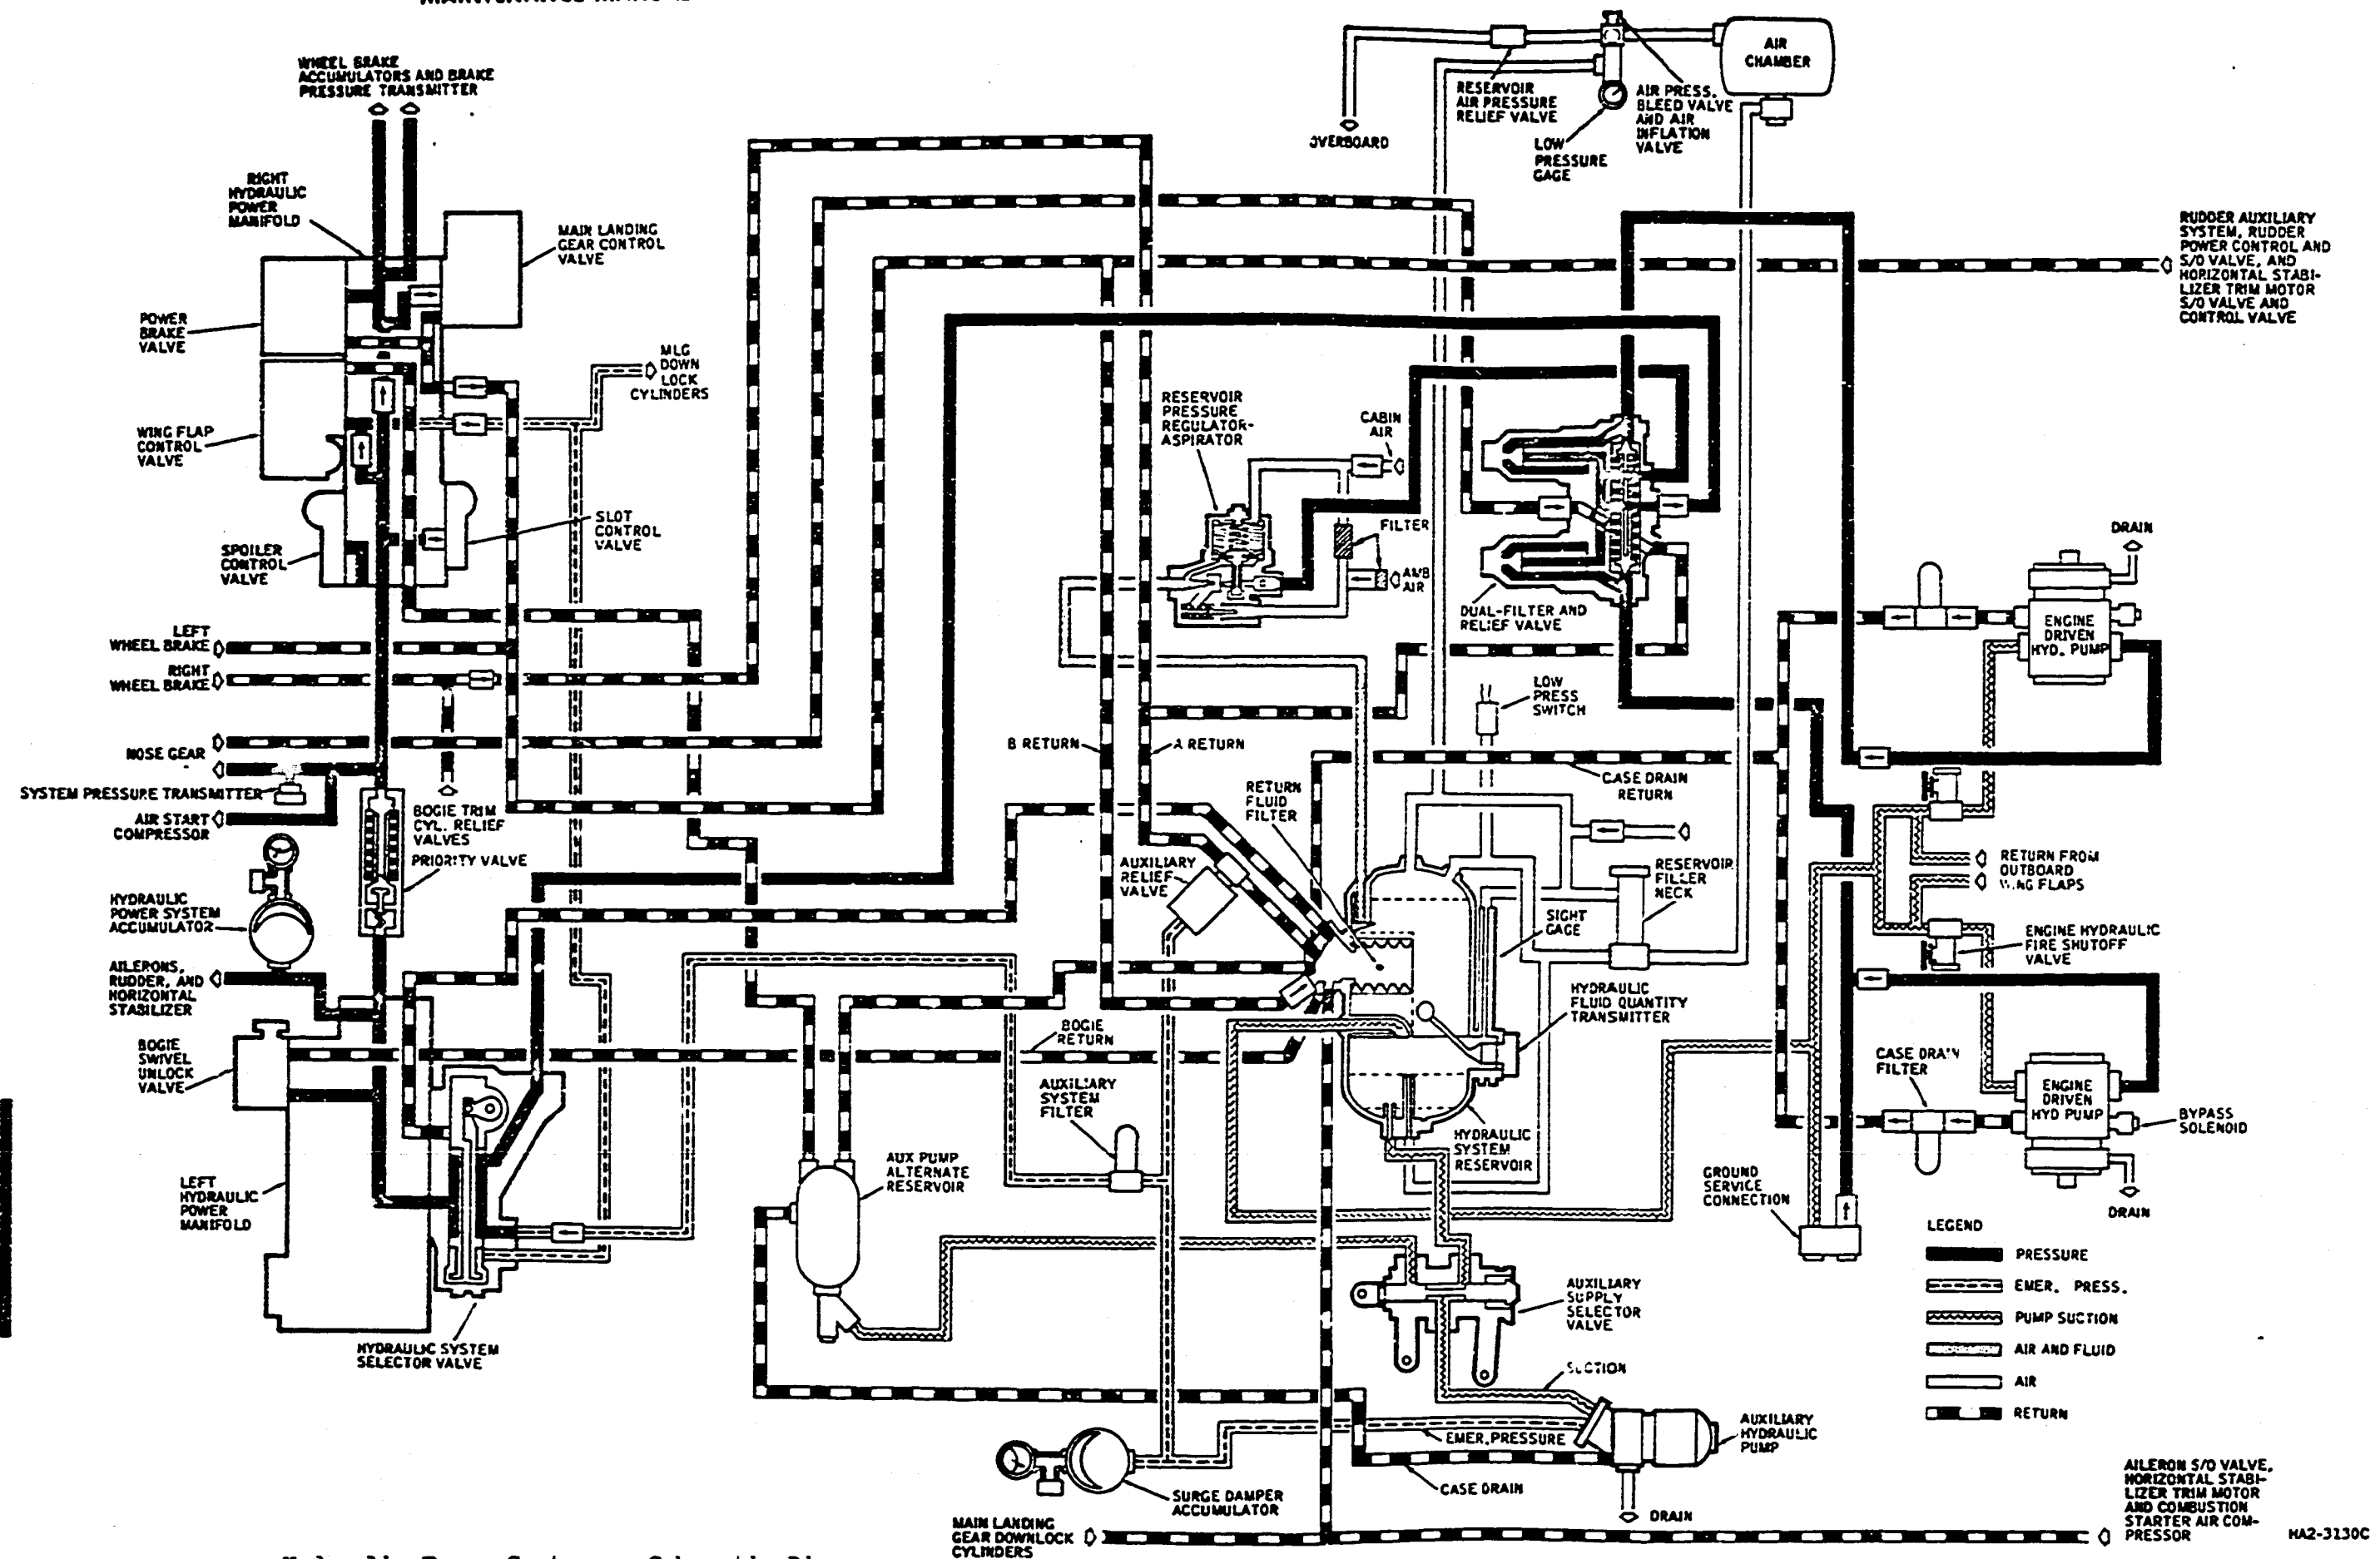 WHEEL BRAKE
ACCUMULATORS AND BRAKE
PRESSURE TRANSMITTER
RIGHT
HYDRAULIC
POWER
MANIFOLD
MAIN LANDING
GEAR CONTROL
VALVE
POWER
BRAKE
VALVE
MLG
DOWN
LOCK
CYLINDERS
WING FLAP
CONTROL
VALVE
SLOT
CONTROL
VALVE
SPOILER
CONTROL
VALVE
LEFT
WHEEL BRAKE
RIGHT
WHEEL BRAKE
NOSE GEAR
SYSTEM PRESSURE TRANSMITTER
AIR START
COMPRESSOR
BOGIE TRIM
CYL. RELIEF
VALVES
PRIORITY VALVE
HYDRAULIC
POWER SYSTEM
ACCUMULATOR
AILERONS,
RUDDER, AND
HORIZONTAL
STABILIZER
BOGIE
SWIVEL
UNLOCK
VALVE
LEFT
HYDRAULIC
POWER
MANIFOLD
HYDRAULIC SYSTEM
SELECTOR VALVE
OVERBOARD
RESERVOIR
AIR PRESSURE
RELIEF VALVE
LOW
PRESSURE
GAGE
AIR PRESS.
BLEED VALVE
AND AIR
INFLATION
VALVE
AIR
CHAMBER
RUDDER AUXILIARY
SYSTEM, RUDDER
POWER CONTROL AND
S/O VALVE, AND
HORIZONTAL STABI-
LIZER TRIM MOTOR
S/O VALVE AND
CONTROL VALVE
RESERVOIR
PRESSURE
REGULATOR-
ASPIRATOR
CABIN
AIR
FILTER
AMB
AIR
DUAL-FILTER AND
RELIEF VALVE
LOW
PRESS
SWITCH
B RETURN
A RETURN
CASE DRAIN
RETURN
RETURN
FLUID
FILTER
AUXILIARY
RELIEF
VALVE
RESERVOIR
FILLER
NECK
SIGHT
GAGE
HYDRAULIC
FLUID QUANTITY
TRANSMITTER
BOGIE
RETURN
AUXILIARY
SYSTEM
FILTER
HYDRAULIC
SYSTEM
RESERVOIR
AUX PUMP
ALTERNATE
RESERVOIR
AUXILIARY
SUPPLY
SELECTOR
VALVE
SUCTION
EMER. PRESSURE
CASE DRAIN
AUXILIARY
HYDRAULIC
PUMP
DRAIN
SURGE DAMPER
ACCUMULATOR
MAIN LANDING
GEAR DOWNLOCK
CYLINDERS
DRAIN
ENGINE
DRIVEN
HYD. PUMP
RETURN FROM
OUTBOARD
WING FLAPS
ENGINE HYDRAULIC
FIRE SHUTOFF
VALVE
CASE DRAIN
FILTER
ENGINE
DRIVEN
HYD PUMP
BYPASS
SOLENOID
DRAIN
GROUND
SERVICE
CONNECTION
LEGEND
PRESSURE
EMER. PRESS.
PUMP SUCTION
AIR AND FLUID
AIR
RETURN
AILERON S/O VALVE,
HORIZONTAL STABI-
LIZER TRIM MOTOR
AND COMBUSTION
STARTER AIR COM-
PRESSOR
HA2-3130C